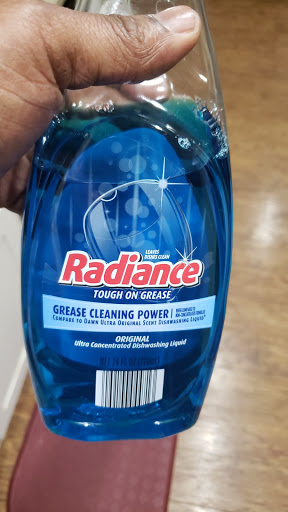 LEAVES
DISHES CLEAN
Radiance
TOUGH ON GREASE
GREASE CLEANING POWER
COMPARE TO DAWN ULTRA ORIGINAL SCENT DISHWASHING LIQUID*
ORIGINAL
Ultra Concentrated Dishwashing Liquid